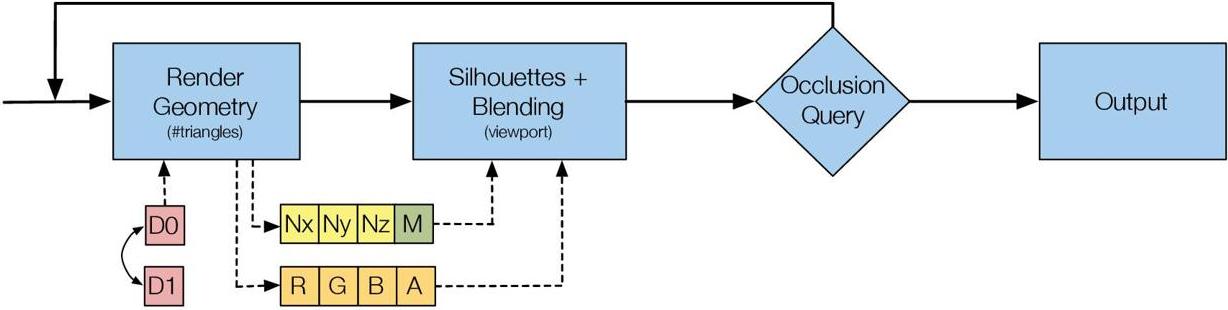 Render
Geometry
(#triangles)
Silhouettes +
Blending
(viewport)
Occlusion
Query
Output
D0
Nx Ny Nz M
D1
R G B A